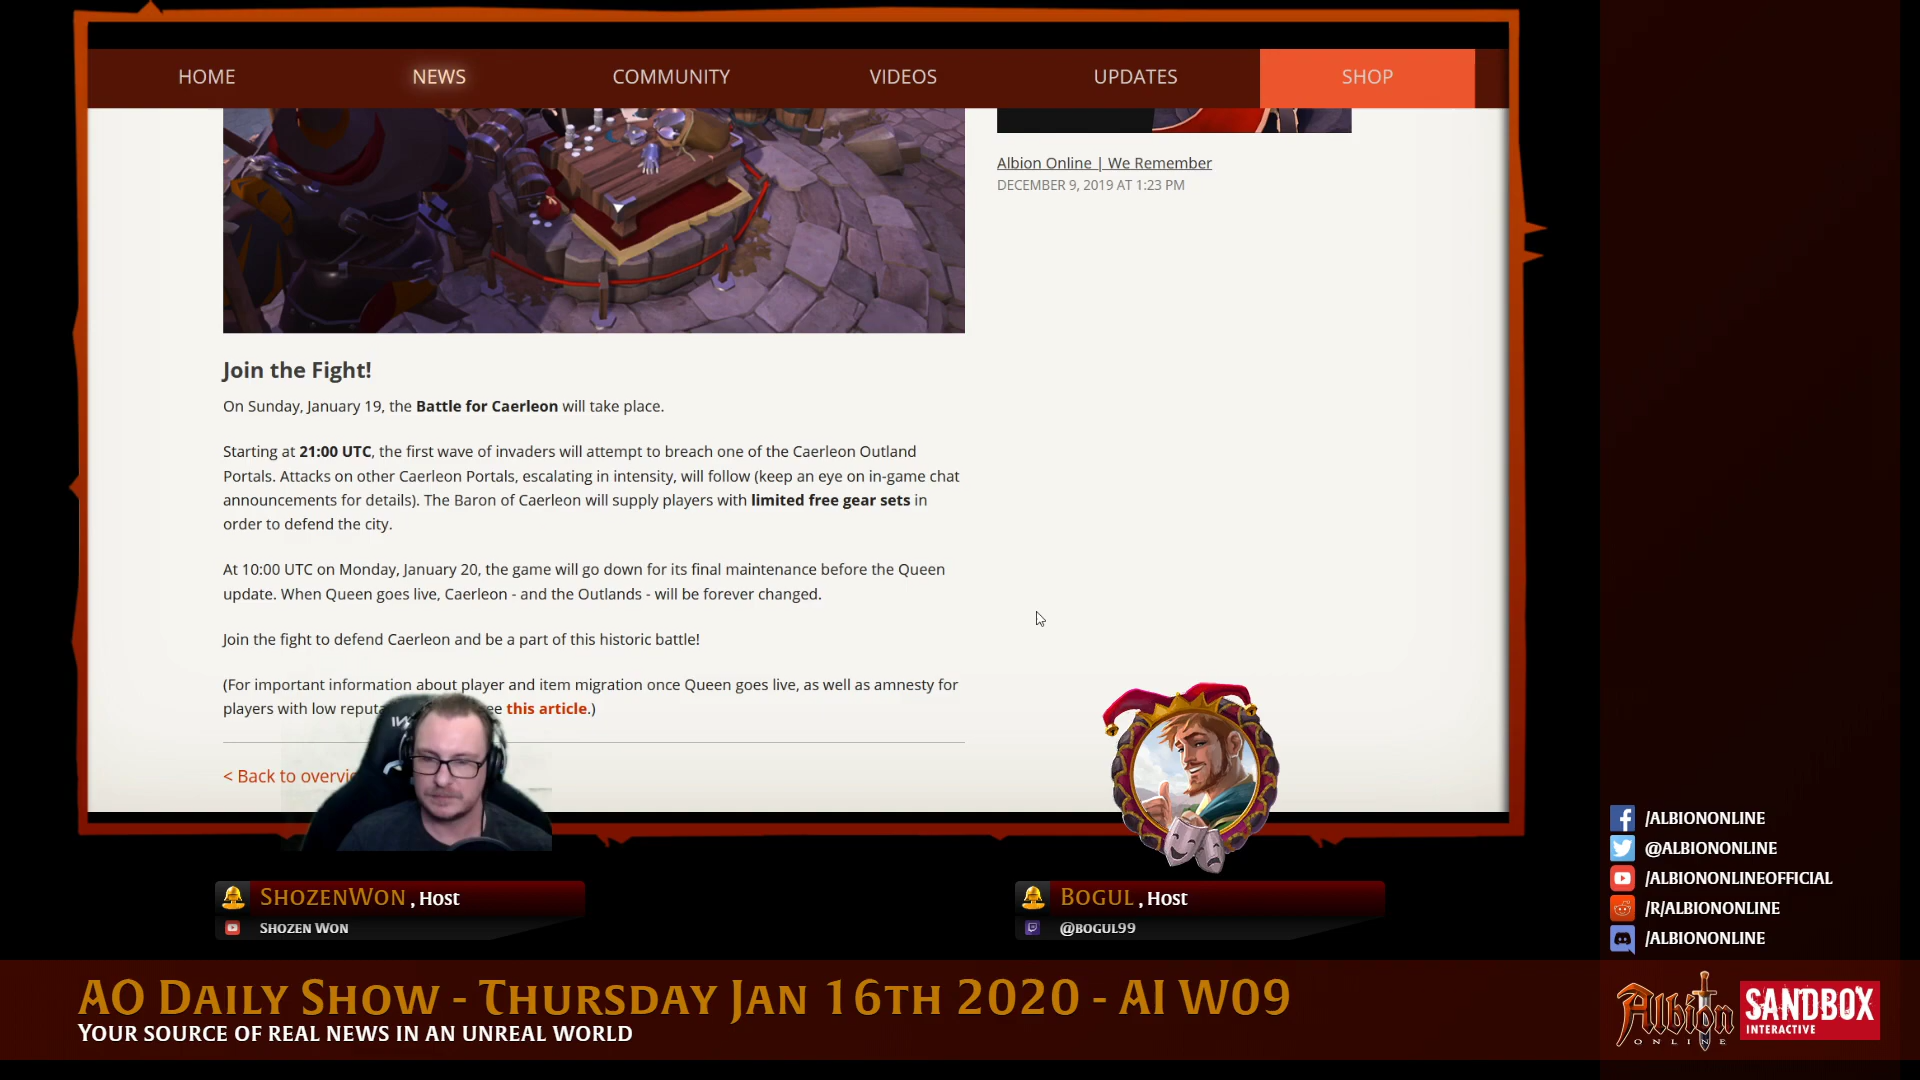 HOME NEWS COMMUNITY VIDEOS UPDATES SHOP
Albion Online | We Remember
DECEMBER 9, 2019 AT 1:23 PM
Join the Fight!
On Sunday, January 19, the Battle for Caerleon will take place.
Starting at 21:00 UTC, the first wave of invaders will attempt to breach one of the Caerleon Outland
Portals. Attacks on other Caerleon Portals, escalating in intensity, will follow (keep an eye on in-game chat
announcements for details). The Baron of Caerleon will supply players with limited free gear sets in
order to defend the city.
At 10:00 UTC on Monday, January 20, the game will go down for its final maintenance before the Queen
update. When Queen goes live, Caerleon - and the Outlands - will be forever changed.
Join the fight to defend Caerleon and be a part of this historic battle!
(For important information about player and item migration once Queen goes live, as well as amnesty for
players with low this article.)
< Back to
SHOZENWON, HOST
SHOZEN WON
BOGUL, HOST
@BOGUL99
/ALBIONONLINE
@ALBIONONLINE
/ALBIONONLINEOFFICIAL
/R/ALBIONONLINE
/ALBIONONLINE
AO DAILY SHOW - THURSDAY JAN 16TH 2020 - AI W09
YOUR SOURCE OF REAL NEWS IN AN UNREAL WORLD
Albion
ONLINE
SANDBOX
INTERACTIVE